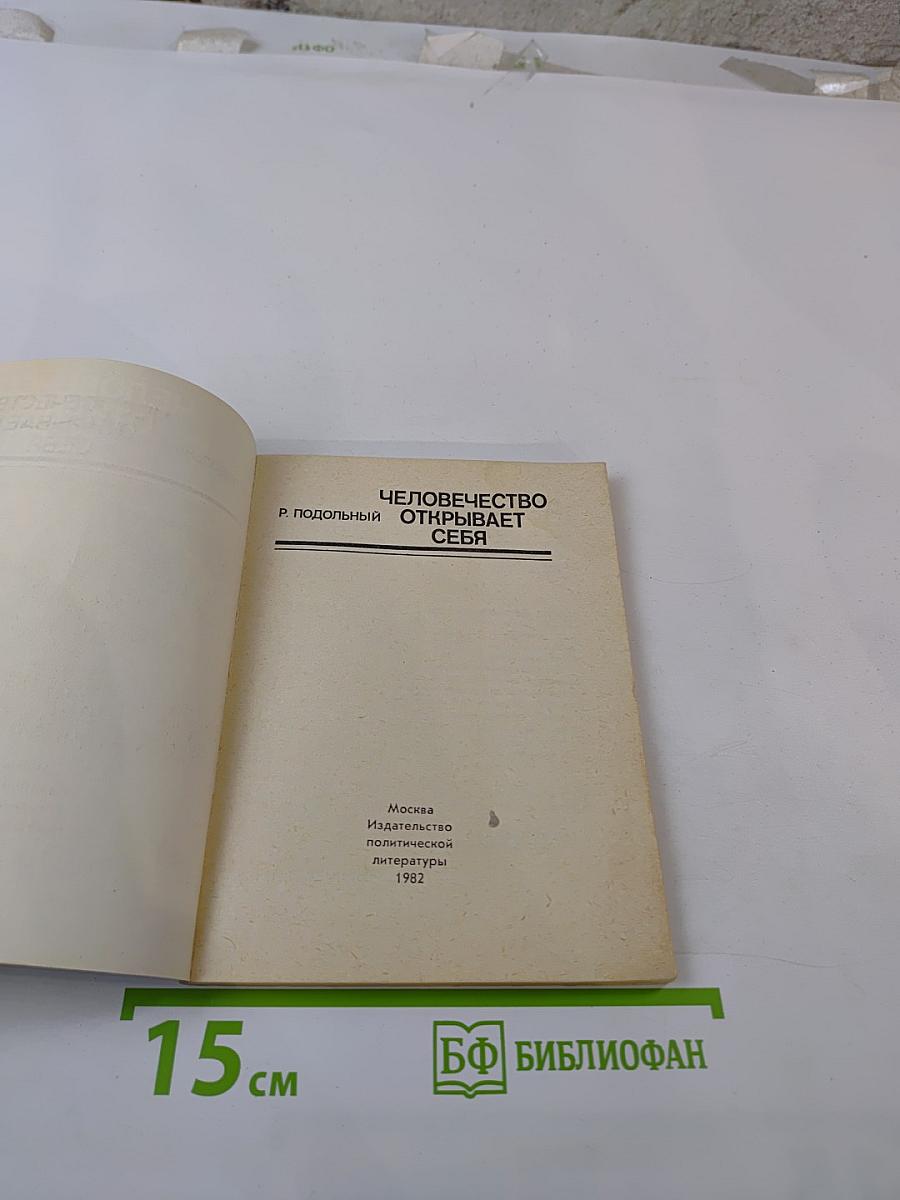 Р. ПОДОЛЬНЫЙ
ЧЕЛОВЕЧЕСТВО
ОТКРЫВАЕТ
СЕБЯ
Москва
Издательство
политической
литературы
1982
15 см
БФ БИБЛИОФАН